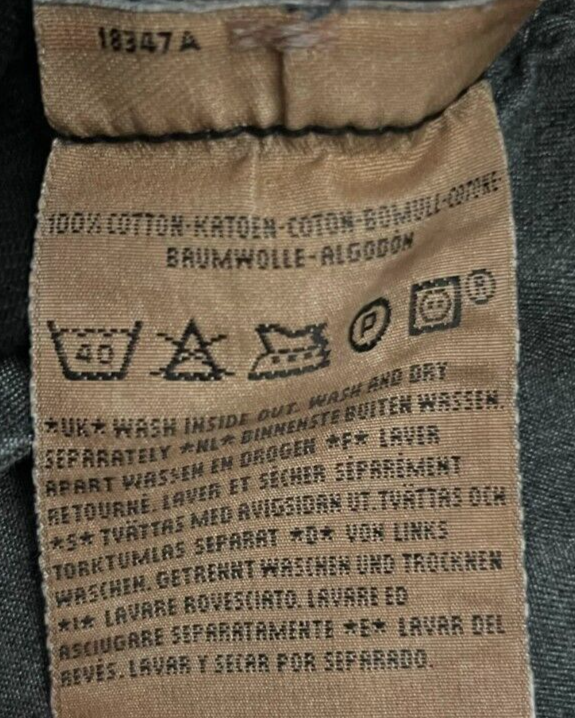 18347 A
100% COTTON-KATOEN-COTON-BOMULL-COTONE-
BAUMWOLLE-ALGODÓN
40 P ®
*UK* WASH INSIDE OUT. WASH AND DRY
SEPARATELY *NL* BINNENSTE BUITEN WASSEN.
APART WASSEN EN DROGEN *F* LAVER
RETOURNÉ. LAVER ET SÉCHER SÉPARÉMENT
*S* TVÄTTAS MED AVIGSIDAN UT.TVÄTTAS OCH
TORKTUMLAS SEPARAT *D* VON LINKS
WASCHEN. GETRENNT WASCHEN UND TROCKNEN
*I* LAVARE ROVESCIATO. LAVARE ED
ASCIUGARE SEPARATAMENTE *E* LAVAR DEL
REVÉS. LAVAR Y SECAR POR SEPARADO.